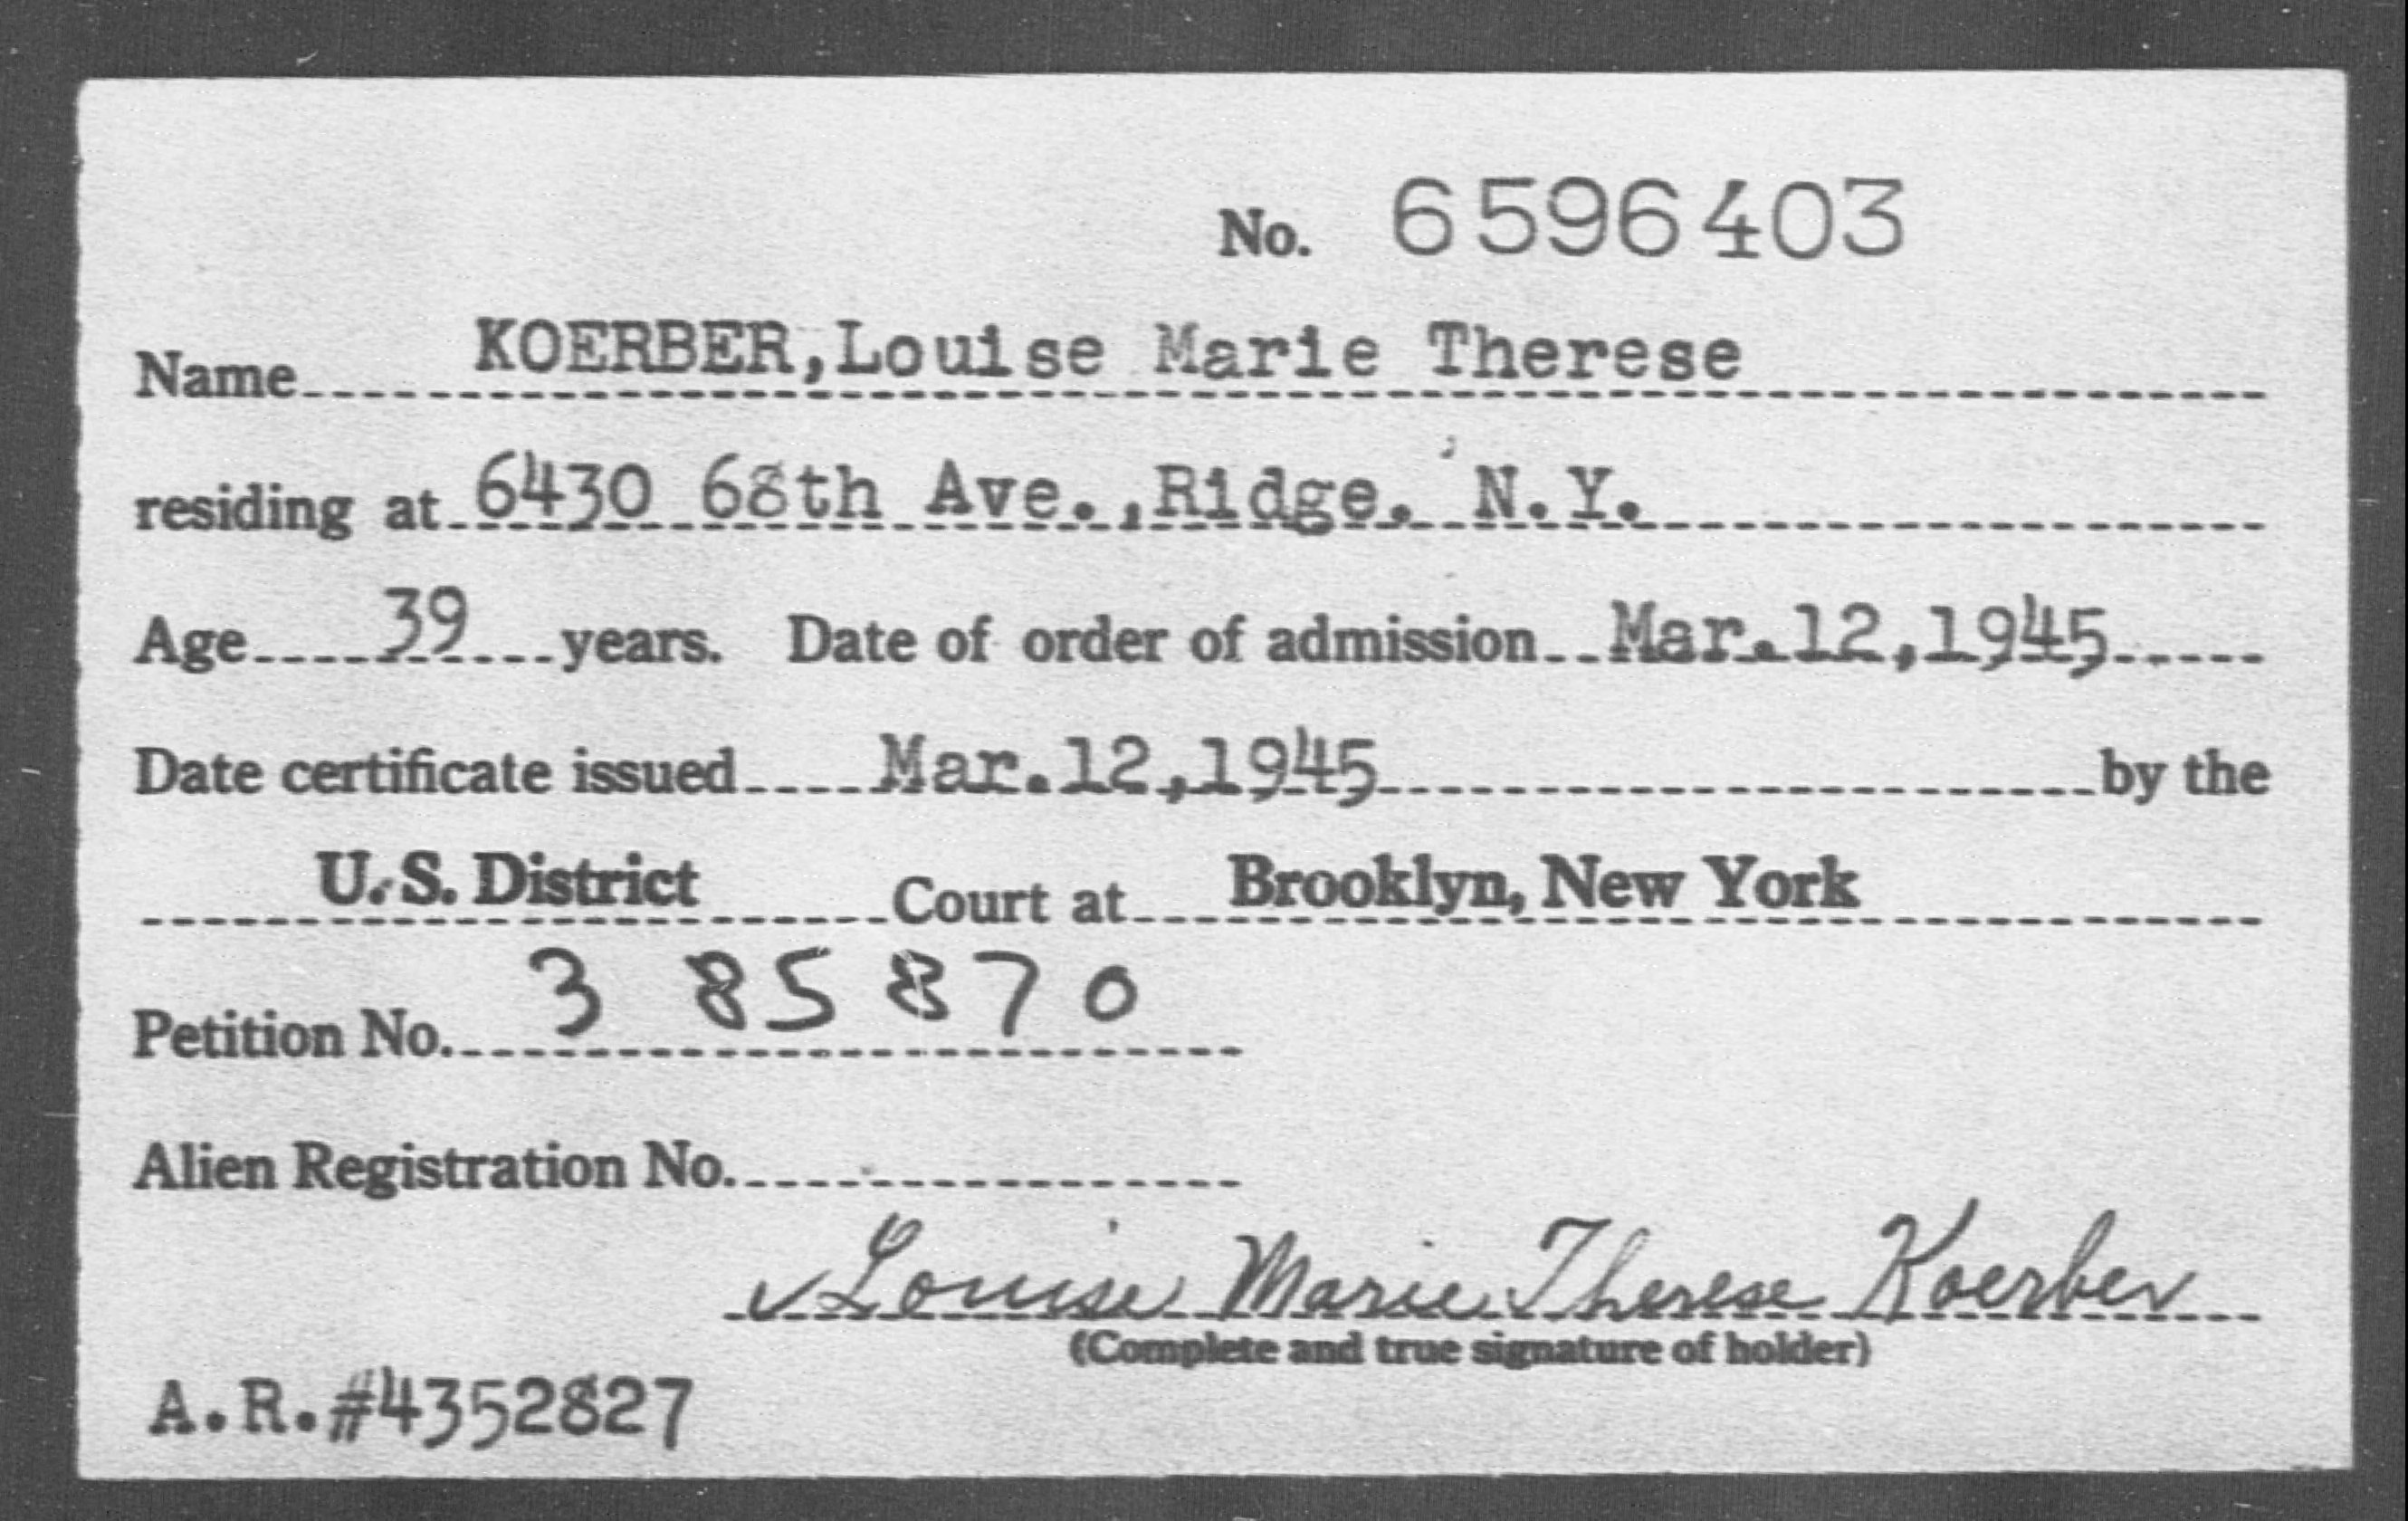 No. 6596403
Name KOERBER,Louise Marie Therese
residing at 6430 68th Ave.,Ridge. N.Y.
Age 39 years. Date of order of admission Mar.12,1945
Date certificate issued Mar.12,1945 by the
U. S. District Court at Brooklyn, New York
Petition No. 3 85870
Alien Registration No.
Louise Marie Therese Koerber
(Complete and true signature of holder)
A.R.#4352827